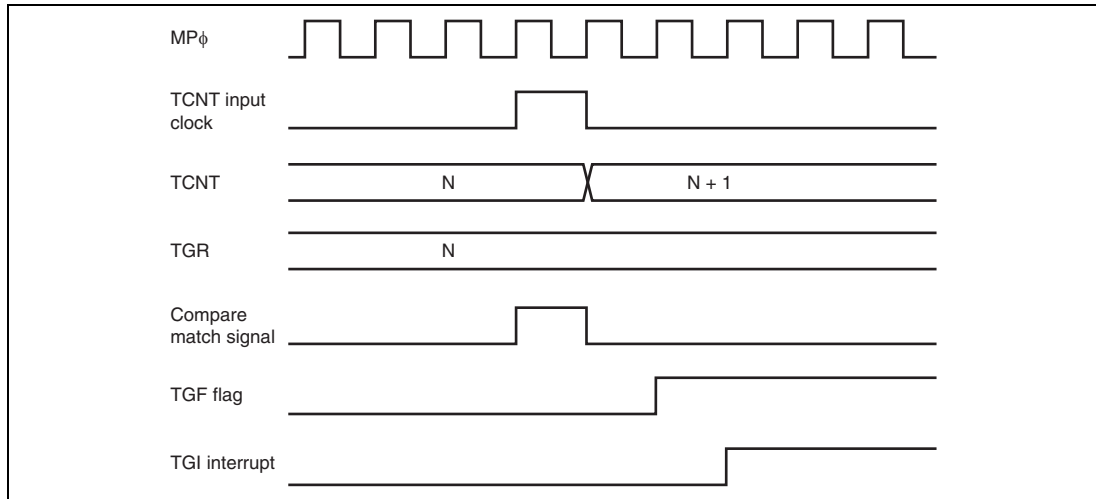 MPϕ
TCNT input
clock
TCNT
N
N + 1
TGR
N
Compare
match signal
TGF flag
TGI interrupt